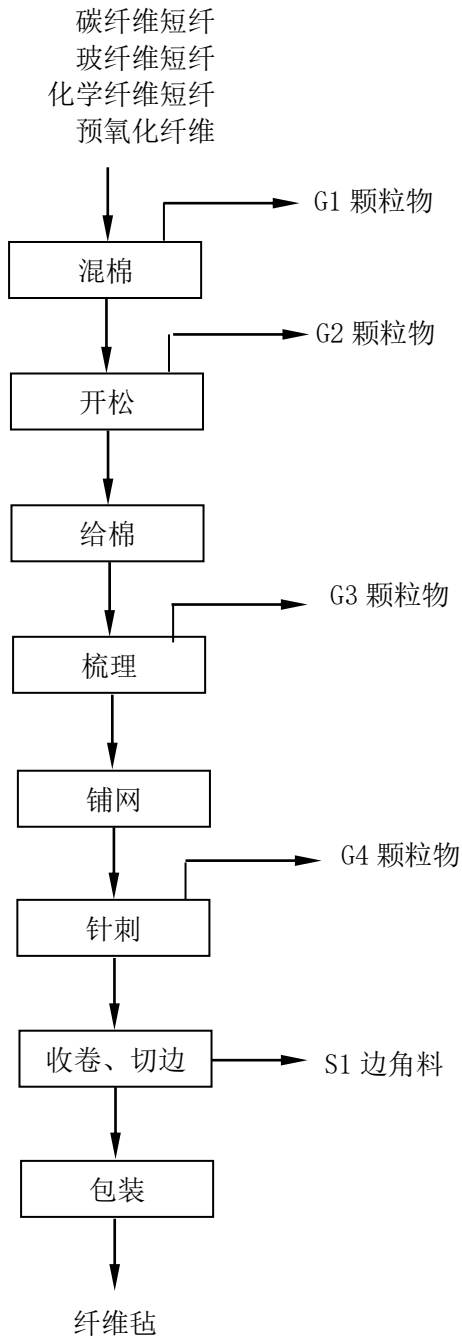 碳纤维短纤
玻纤维短纤
化学纤维短纤
预氧化纤维
G1 颗粒物
混棉
G2 颗粒物
开松
给棉
G3 颗粒物
梳理
铺网
G4 颗粒物
针刺
收卷、切边
S1 边角料
包装
纤维毡